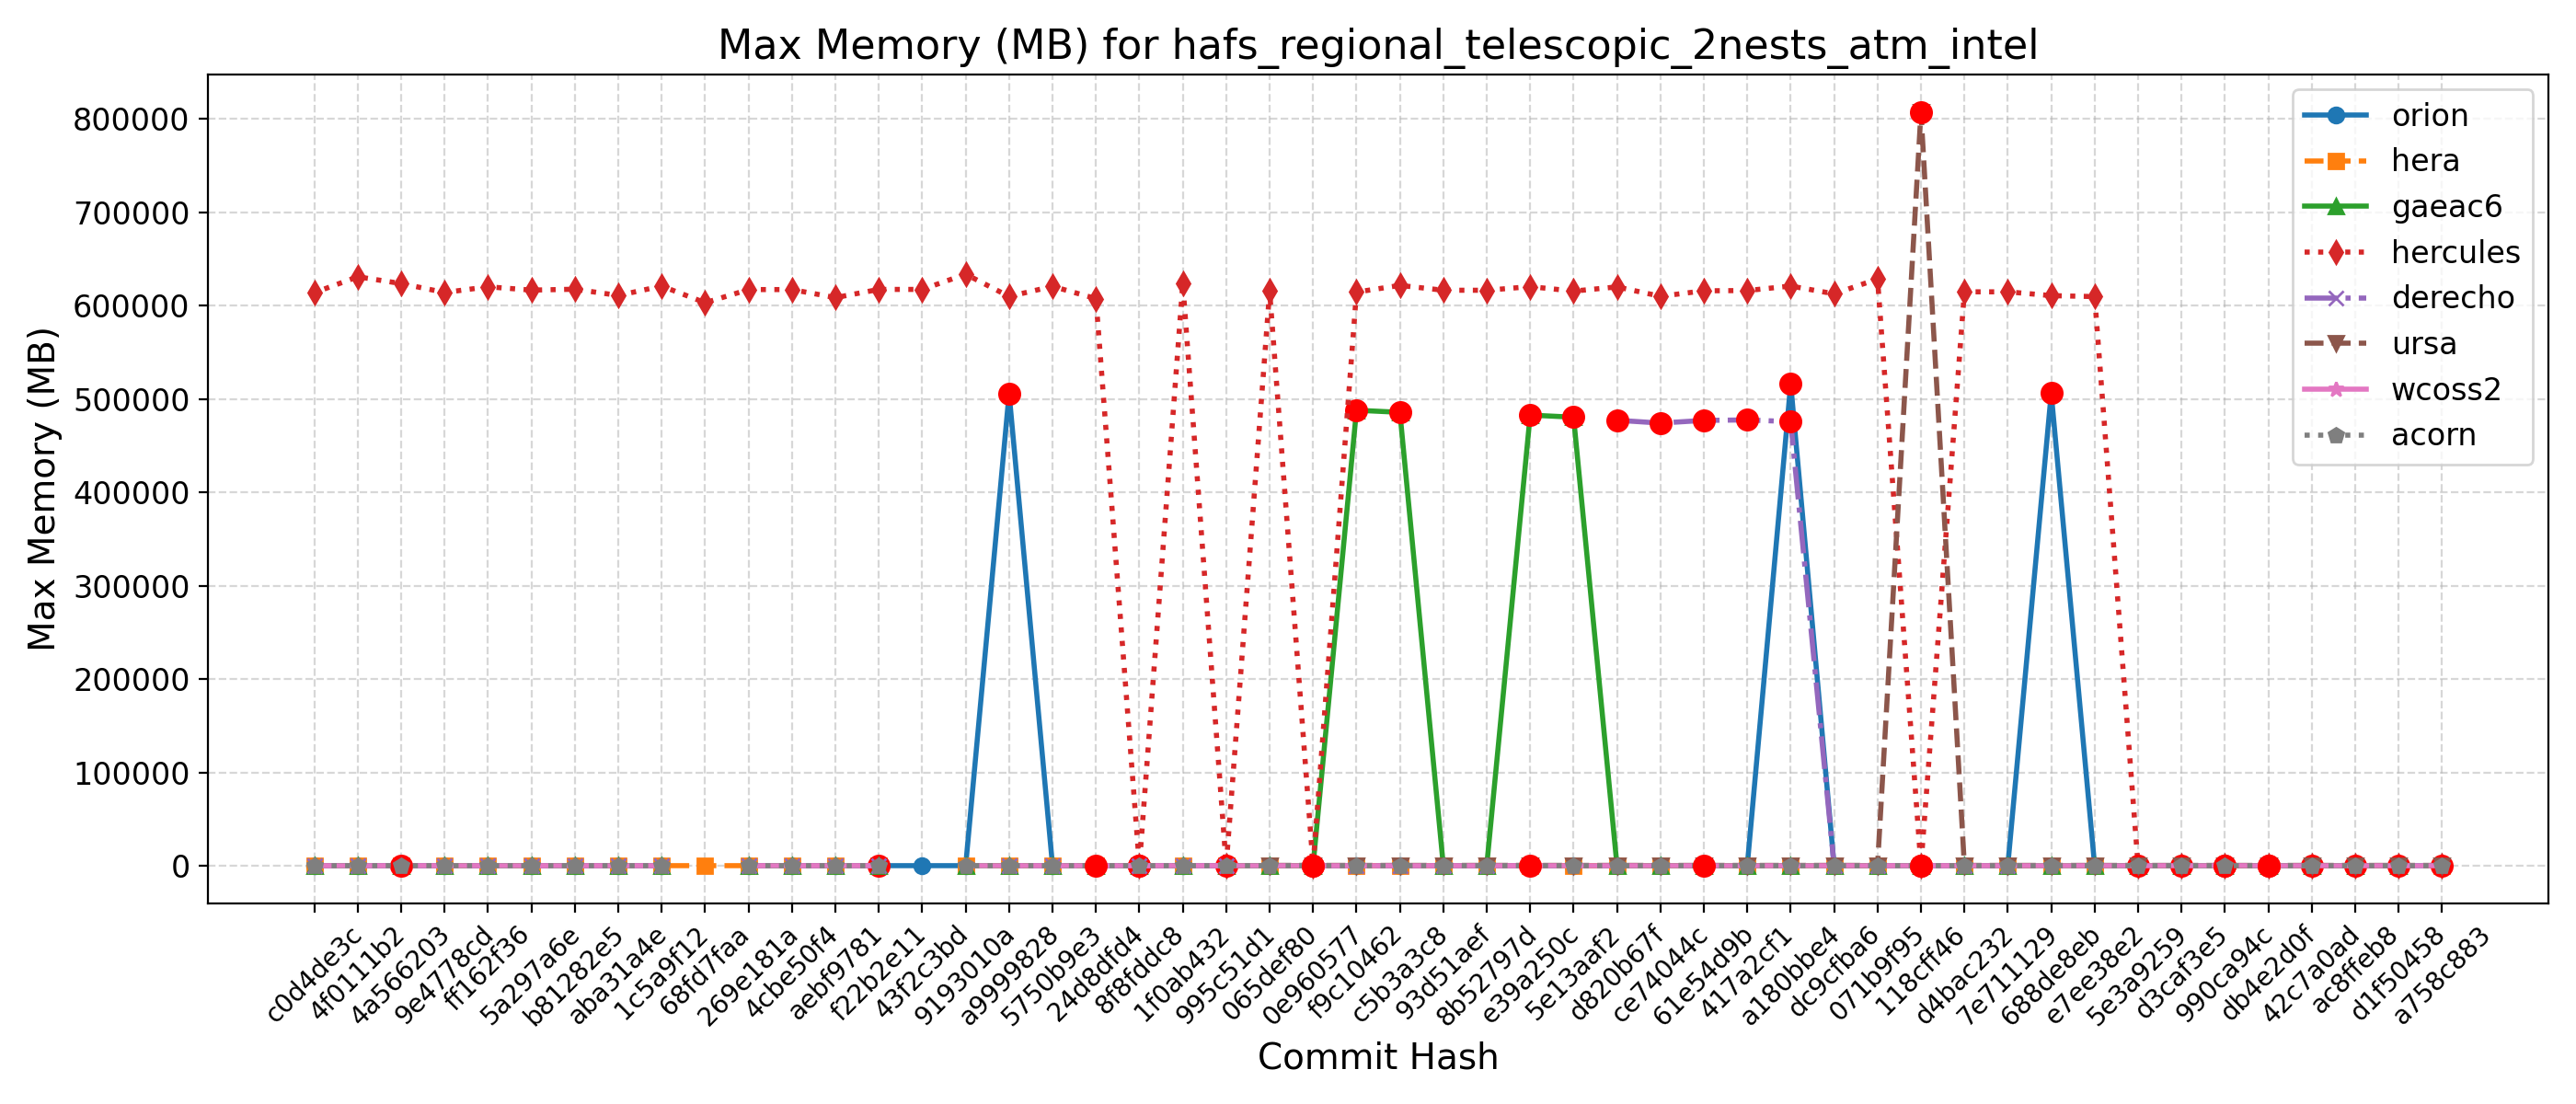 Max Memory (MB) for hafs_regional_telescopic_2nests_atm_intel
Max Memory (MB)
800000
700000
600000
500000
400000
300000
200000
100000
0
orion
hera
gaeac6
hercules
derecho
ursa
wcoss2
acorn
c0d4de3c
4f0111b2
4a566203
9e4778cd
ff162f36
5a297a6e
b81282e5
aba31a4e
1c5a9f12
68fd7faa
269e181a
4cbe50f4
aebf9781
f22b2e11
43f2c3bd
9193010a
a9999828
5750b9e3
24d8dfd4
8f8fddc8
1f0ab432
995c51d1
065def80
0e960577
f9c10462
c5b3a3c8
93d51aef
8b52797d
e39a250c
5e13aaf2
d820b67f
ce74044c
61e54d9b
417a2cf1
a180bbe4
dc9cfba6
071b9f95
118cff46
d4bac232
7e711129
688de8eb
e7ee38e2
5e3a9259
d3caf3e5
990ca94c
db4e2d0f
42c7a0ad
ac8ffeb8
d1f50458
a758c883
Commit Hash